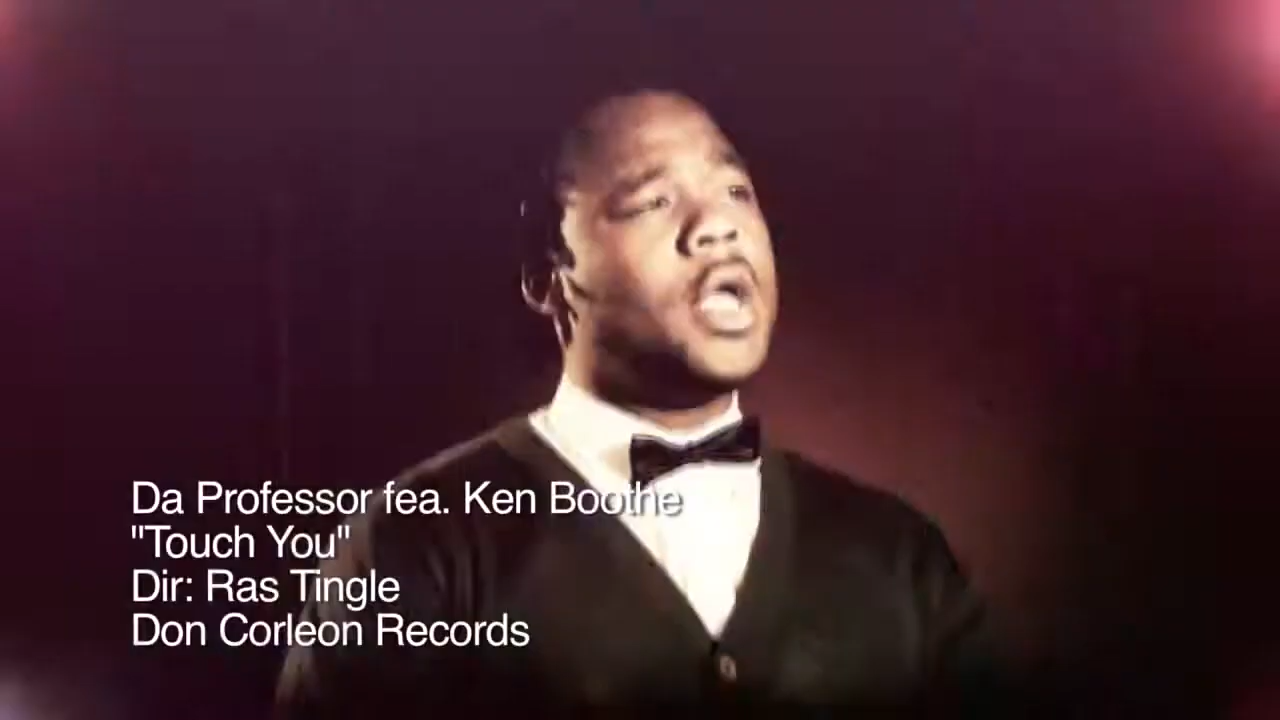 Da Professor fea. Ken Boothe
"Touch You"
Dir: Ras Tingle
Don Corleon Records